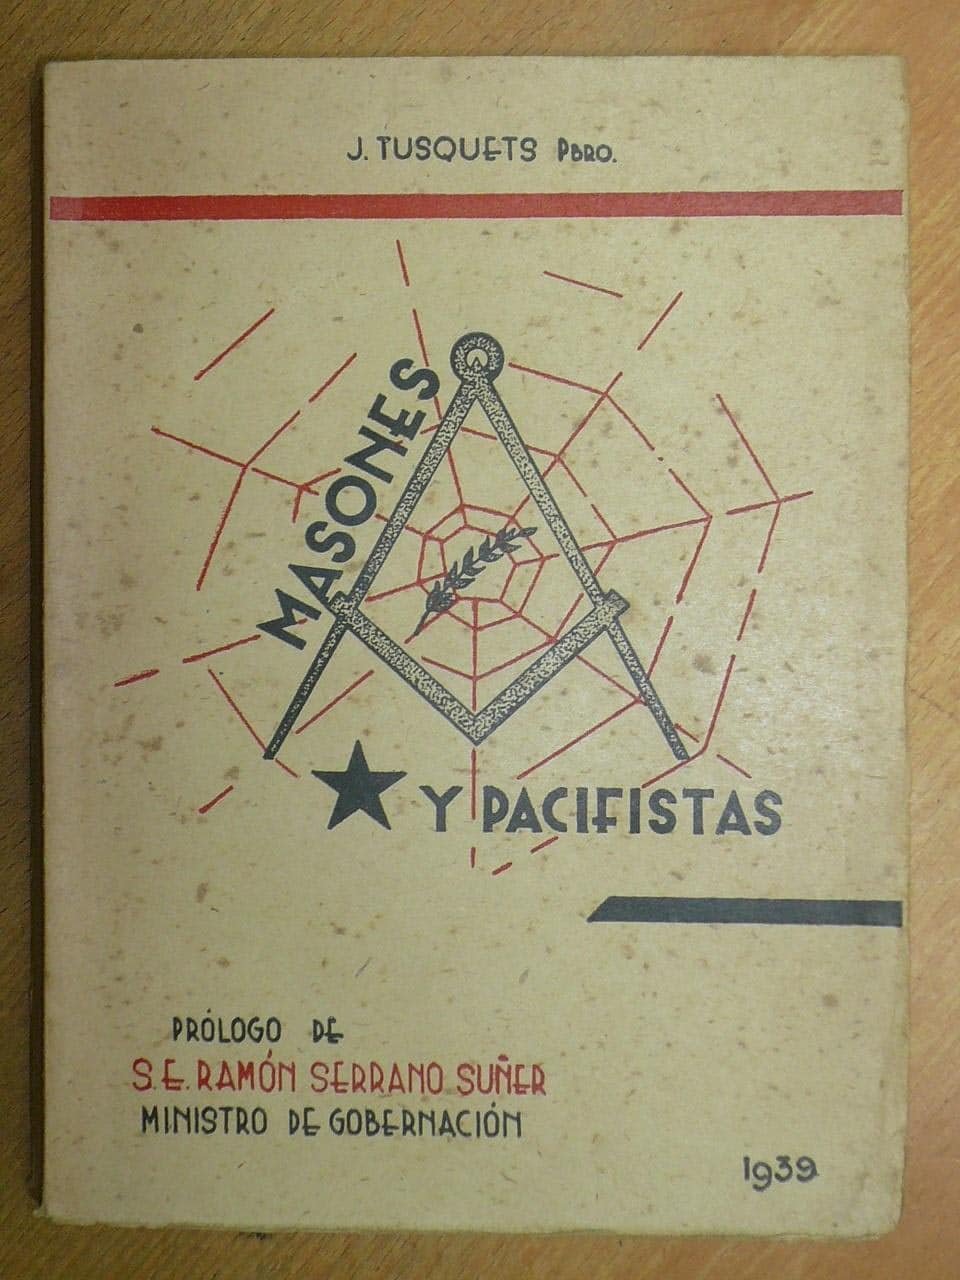 J. TUSQUETS PBRO.
MASONES
Y PACIFISTAS
PRÓLOGO DE
S.E. RAMÓN SERRANO SUÑER
MINISTRO DE GOBERNACIÓN
1939